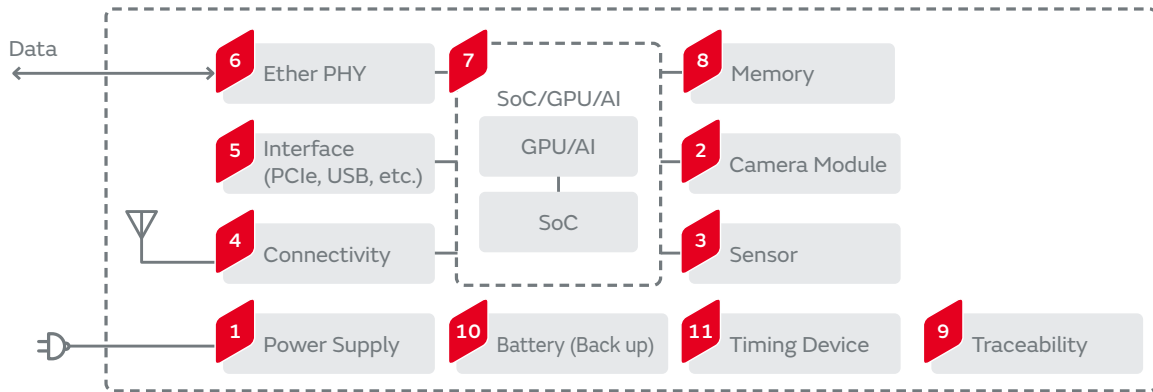 Data
6
Ether PHY
7
SoC/GPU/AI
GPU/AI
SoC
8
Memory
5
Interface
(PCIe, USB, etc.)
2
Camera Module
4
Connectivity
3
Sensor
1
Power Supply
10
Battery (Back up)
11
Timing Device
9
Traceability